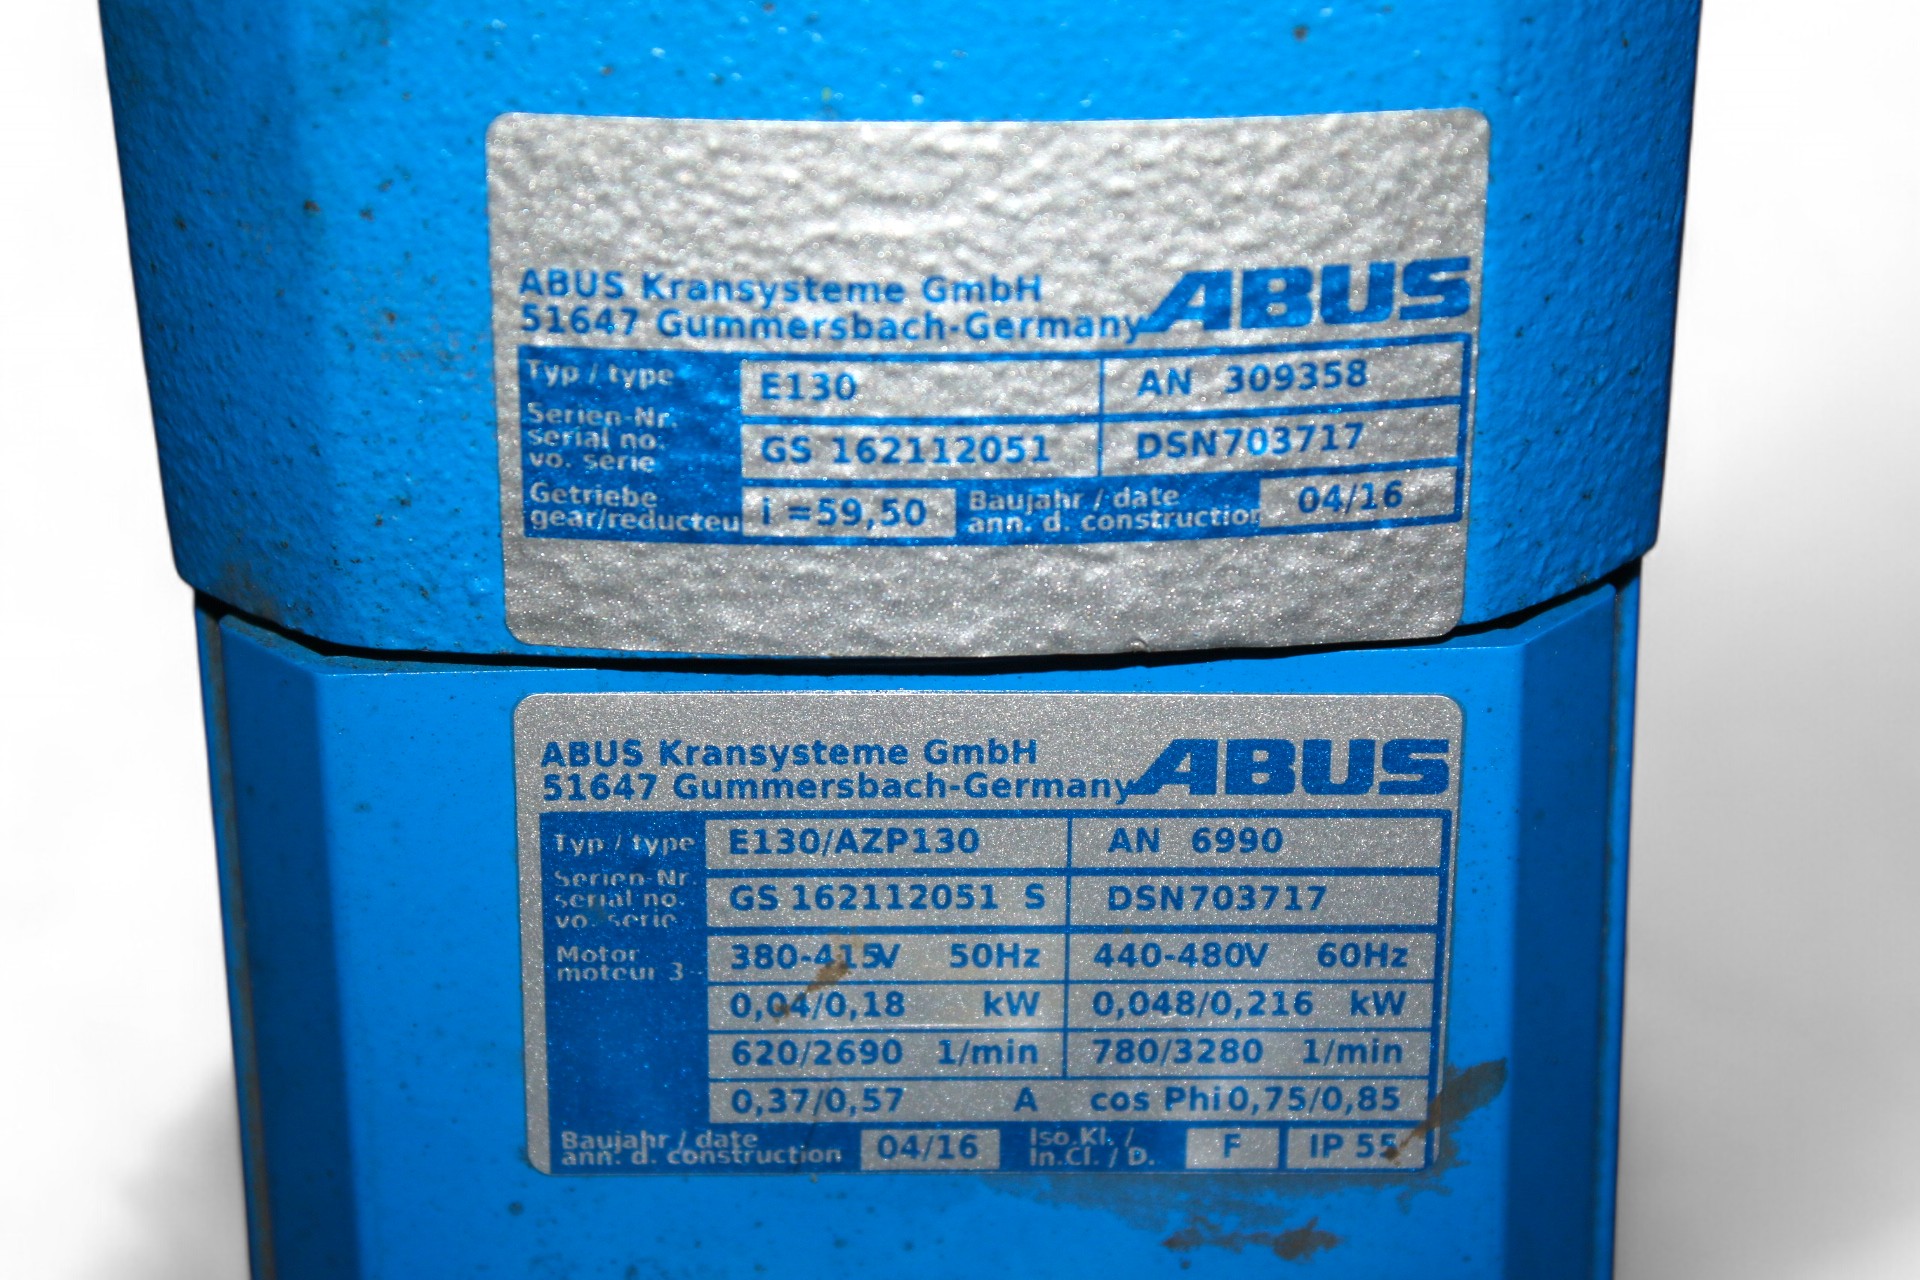 ABUS Kransysteme GmbH
51647 Gummersbach-Germany ABUS
Typ / type E130 AN 309358
Serien-Nr.
serial no. GS 162112051 DSN703717
vo. serie
Getriebe Baujahr / date
gear/reducteu i =59,50 ann. d. construction 04/16
ABUS Kransysteme GmbH
51647 Gummersbach-Germany ABUS
Typ / type E130/AZP130 AN 6990
Serien-Nr.
serial no. GS 162112051 S DSN703717
vo. serie
Motor 380-415V 50Hz 440-480V 60Hz
moteur 3~
0,04/0,18 kW 0,048/0,216 kW
620/2690 1/min 780/3280 1/min
0,37/0,57 A cos Phi 0,75/0,85
Baujahr / date 04/16 Iso.Kl. / F IP 55
ann. d. construction In.Cl. / D.